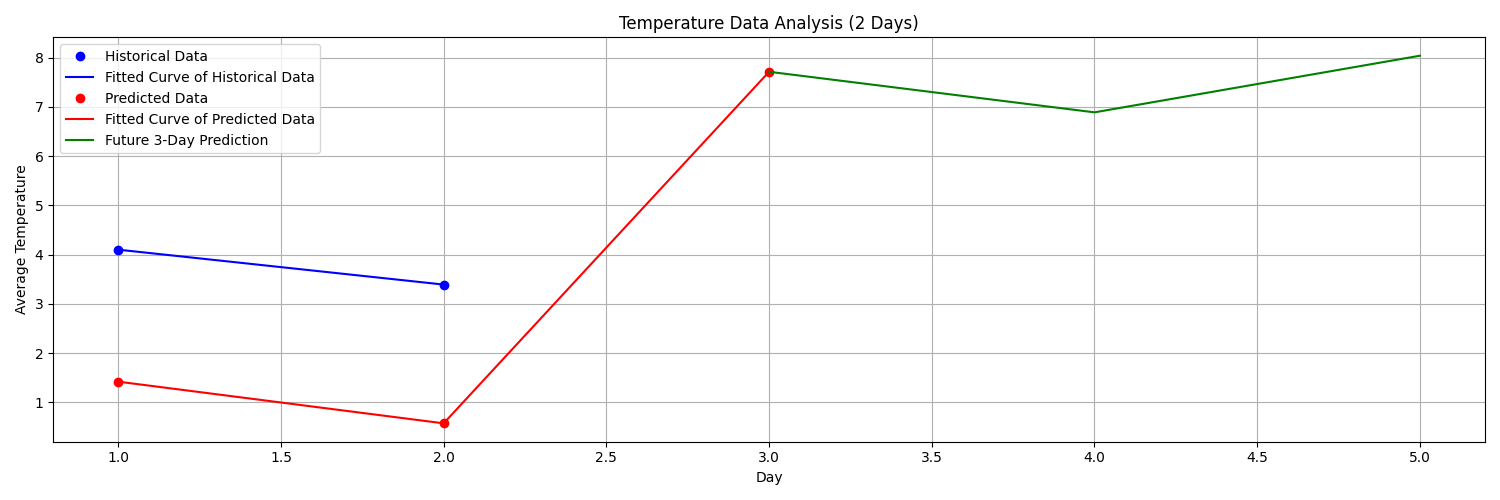 Temperature Data Analysis (2 Days)
Historical Data
Fitted Curve of Historical Data
Predicted Data
Fitted Curve of Predicted Data
Future 3-Day Prediction
Average Temperature
8
7
6
5
4
3
2
1
1.0 1.5 2.0 2.5 3.0 3.5 4.0 4.5 5.0
Day